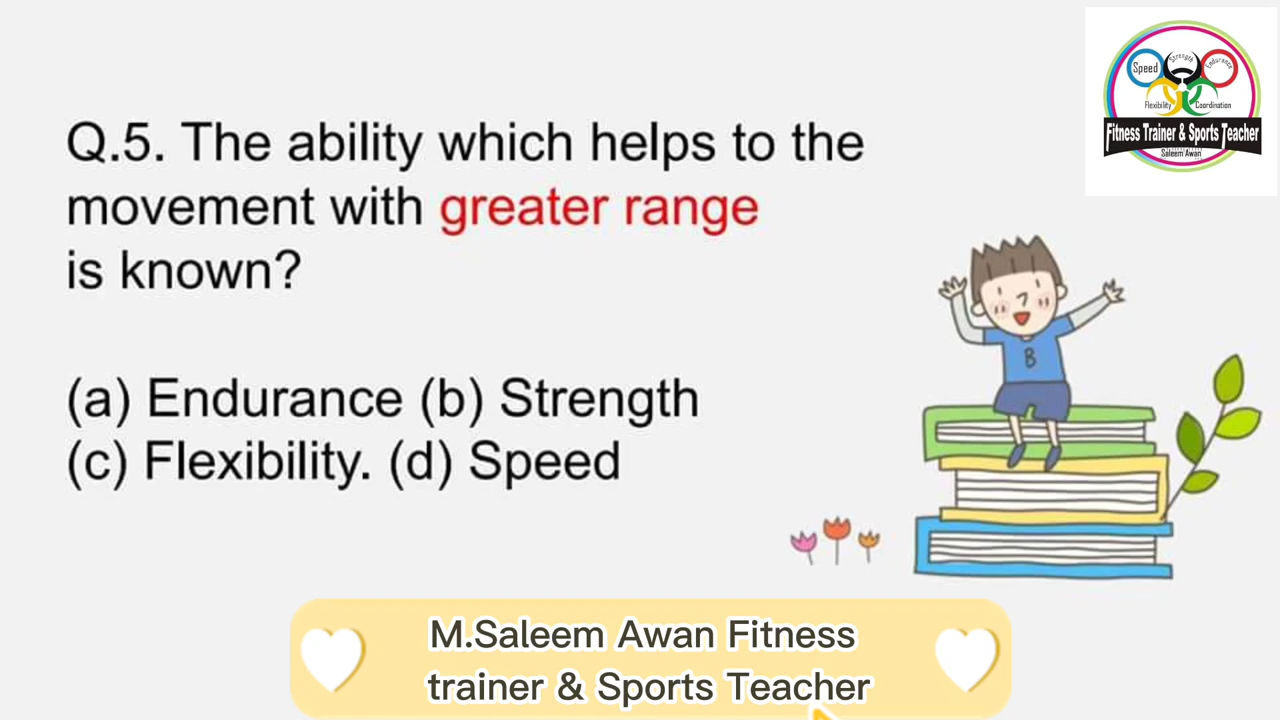 Speed
Strength
Endurance
Flexibility
Coordination
Fitness Trainer & Sports Teacher
Saleem Awan
Q.5. The ability which helps to the
movement with greater range
is known?
(a) Endurance (b) Strength
(c) Flexibility. (d) Speed
B
M.Saleem Awan Fitness
trainer & Sports Teacher